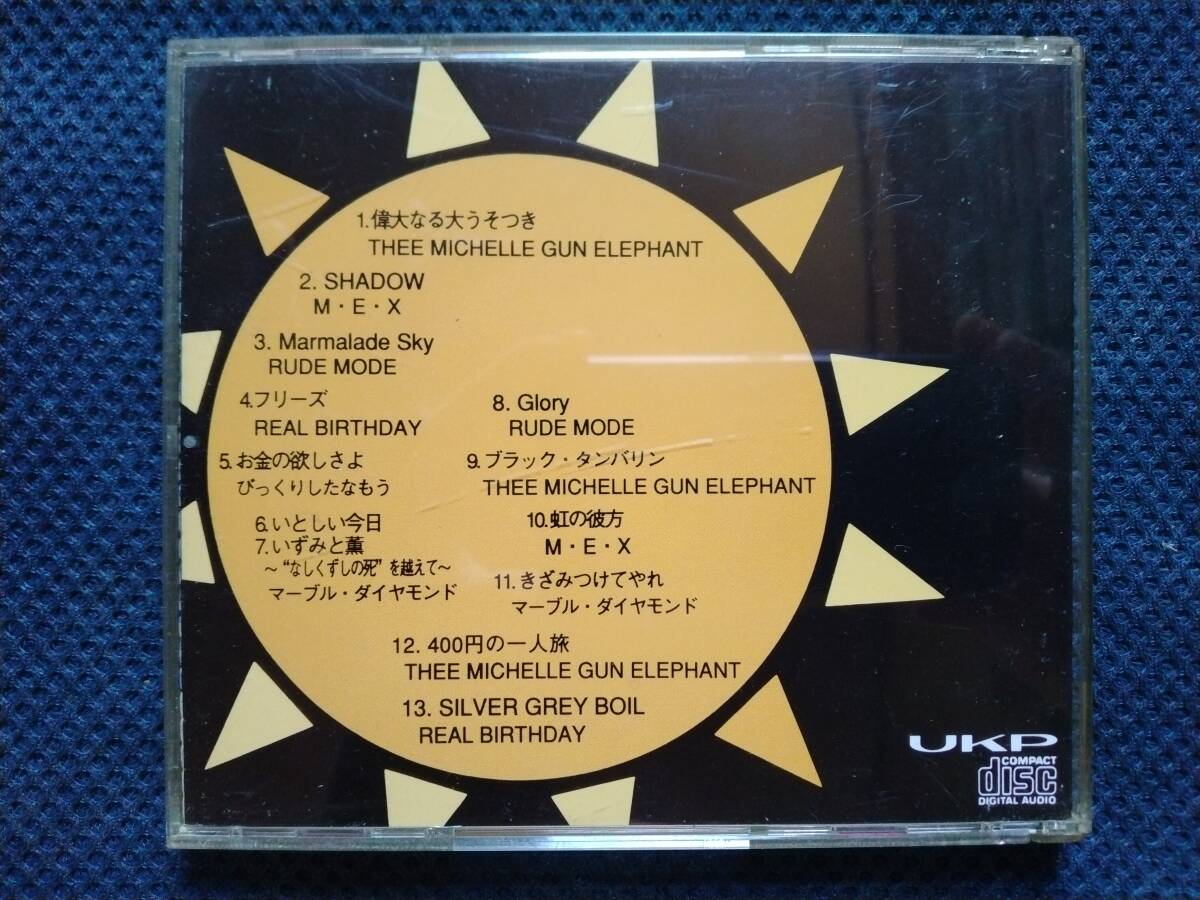 1.偉大なる大うそつき
THEE MICHELLE GUN ELEPHANT
2. SHADOW
M・E・X
3. Marmalade Sky
RUDE MODE
4.フリーズ
REAL BIRTHDAY
5.お金の欲しさよ
びっくりしたなもう
6.いとしい今日
7.いずみと薫
～“なしくずしの死”を越えて～
マーブル・ダイヤモンド
8. Glory
RUDE MODE
9.ブラック・タンバリン
THEE MICHELLE GUN ELEPHANT
10.虹の彼方
M・E・X
11.きざみつけてやれ
マーブル・ダイヤモンド
12. 400円の一人旅
THEE MICHELLE GUN ELEPHANT
13. SILVER GREY BOIL
REAL BIRTHDAY
UKP
COMPACT
disc
DIGITAL AUDIO